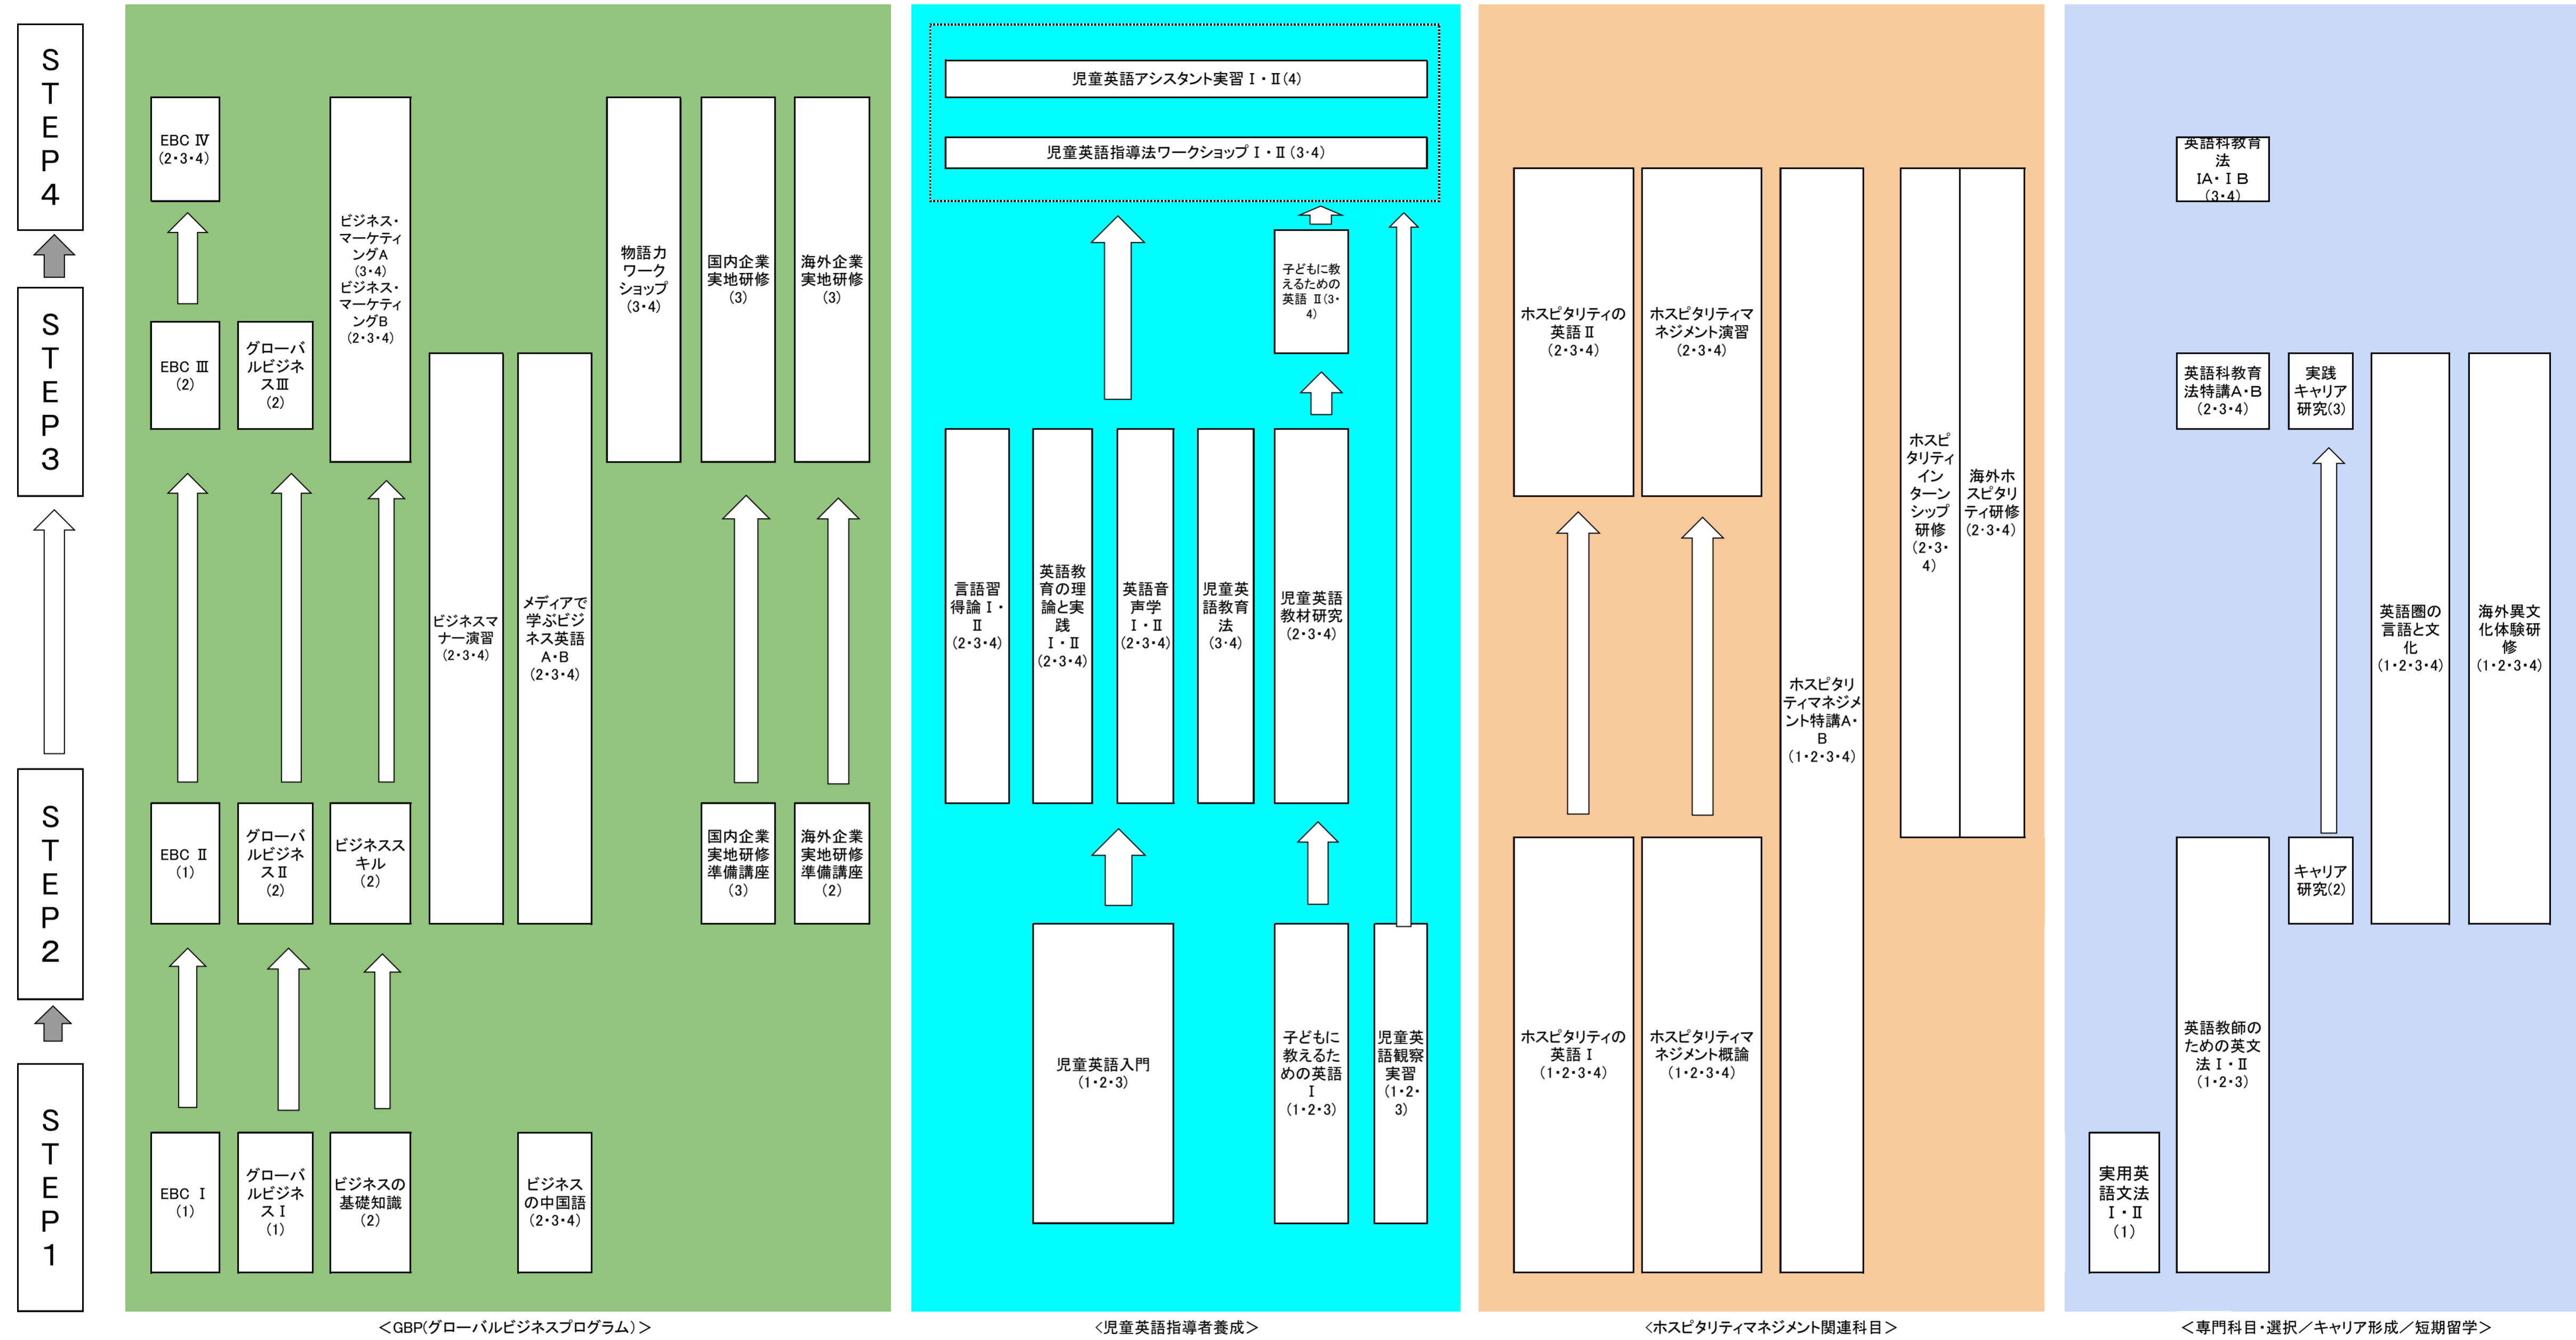 STEP4
STEP3
STEP2
STEP1
EBC Ⅳ
(2・3・4)
EBC Ⅲ
(2)
EBC Ⅱ
(1)
EBC Ⅰ
(1)
グローバ
ルビジネ
スⅢ
(2)
グローバ
ルビジネ
スⅡ
(2)
グローバ
ルビジネ
スⅠ
(1)
ビジネス・
マーケティ
ングA
(3・4)
ビジネス・
マーケティ
ングB
(2・3・4)
ビジネスス
キル
(2)
ビジネスの
基礎知識
(2)
ビジネスマ
ナー演習
(2・3・4)
メディアで
学ぶビジ
ネス英語
A・B
(2・3・4)
ビジネス
の中国語
(2・3・4)
物語力
ワーク
ショップ
(3・4)
国内企業
実地研修
(3)
国内企業
実地研修
準備講座
(3)
海外企業
実地研修
(3)
海外企業
実地研修
準備講座
(2)
<GBP(グローバルビジネスプログラム)>
児童英語アシスタント実習Ⅰ・Ⅱ(4)
児童英語指導法ワークショップⅠ・Ⅱ(3・4)
子どもに教
えるための
英語 Ⅱ(3・
4)
言語習
得論Ⅰ・
Ⅱ
(2・3・4)
英語教
育の理
論と実
践
Ⅰ・Ⅱ
(2・3・4)
英語音
声学
Ⅰ・Ⅱ
(2・3・4)
児童英
語教育
法
(3・4)
児童英語
教材研究
(2・3・4)
児童英語入門
(1・2・3)
子どもに
教えるた
めの英語
Ⅰ
(1・2・3)
児童英
語観察
実習
(1・2・
3)
<児童英語指導者養成>
ホスピタリティの
英語Ⅱ
(2・3・4)
ホスピタリティマ
ネジメント演習
(2・3・4)
ホスピタリティの
英語Ⅰ
(1・2・3・4)
ホスピタリティマ
ネジメント概論
(1・2・3・4)
ホスピタリ
ティマネジメ
ント特講A・
B
(1・2・3・4)
ホスピ
タリティ
イン
ターン
シップ
研修
(2・3・
4)
海外ホ
スピタリ
ティ研修
(2・3・4)
<ホスピタリティマネジメント関連科目>
英語科教育
法
ⅠA・ⅠB
(3・4)
英語科教育
法特講A・B
(2・3・4)
実践
キャリア
研究(3)
キャリア
研究(2)
英語圏の
言語と文
化
(1・2・3・4)
海外異文
化体験研
修
(1・2・3・4)
英語教師の
ための英文
法Ⅰ・Ⅱ
(1・2・3)
実用英
語文法
Ⅰ・Ⅱ
(1)
<専門科目・選択/キャリア形成/短期留学>